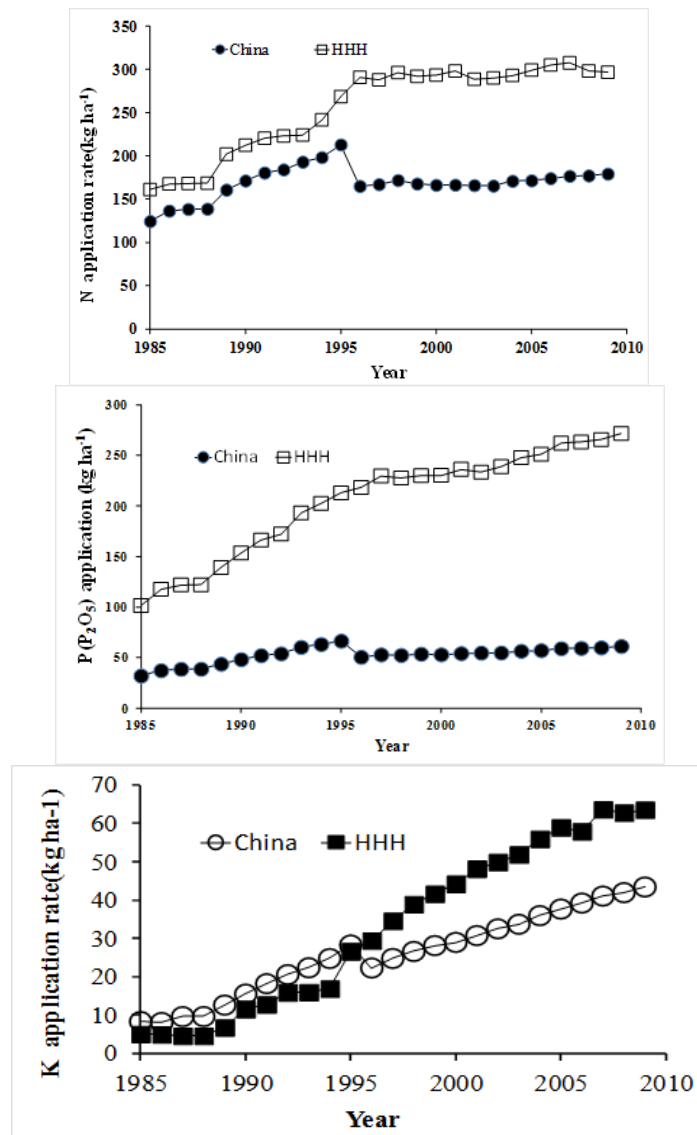 China HHH
350
300
250
200
150
100
50
0
N application rate(kg ha⁻¹)
1985 1990 1995 2000 2005 2010
Year
300
250
200
150
100
50
0
China HHH
P(P₂O₅) application (kg ha⁻¹)
1985 1990 1995 2000 2005 2010
Year
70
60
50
40
30
20
10
0
China HHH
K application rate(kg ha-1)
1985 1990 1995 2000 2005 2010
Year